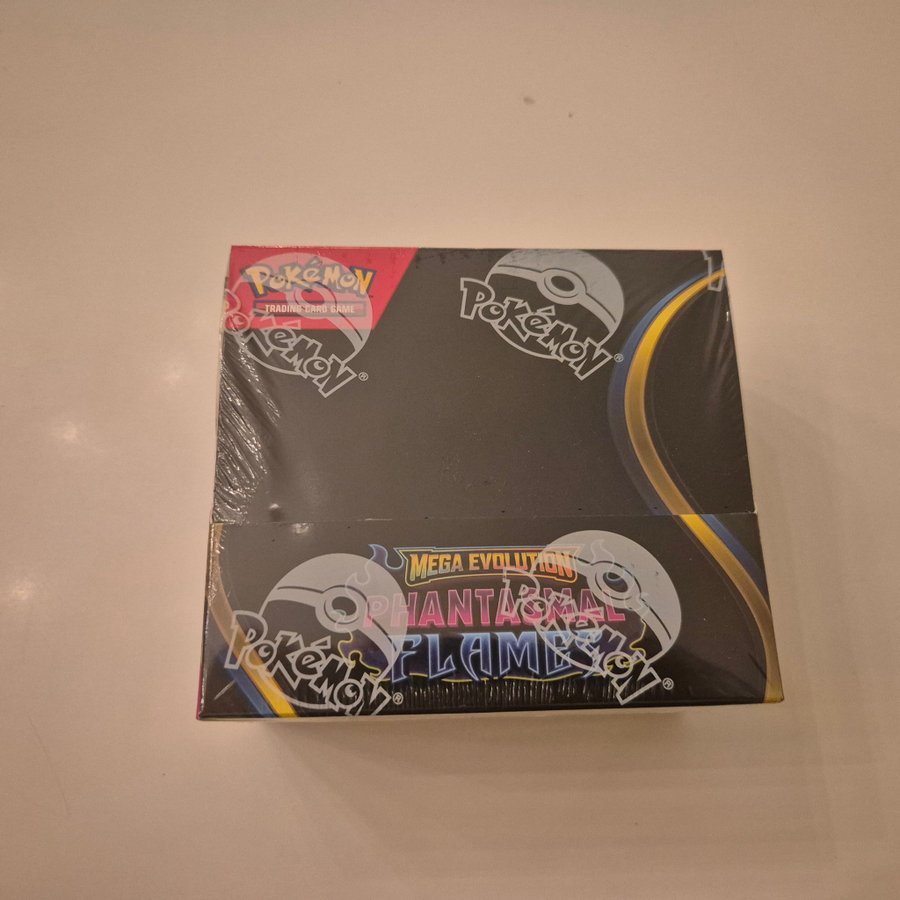 POKéMON
TRADING CARD GAME
POKéMON®
POKéMON®
MEGA EVOLUTION
PHANTASMAL
FLAMES
POKéMON®
POKéMON®